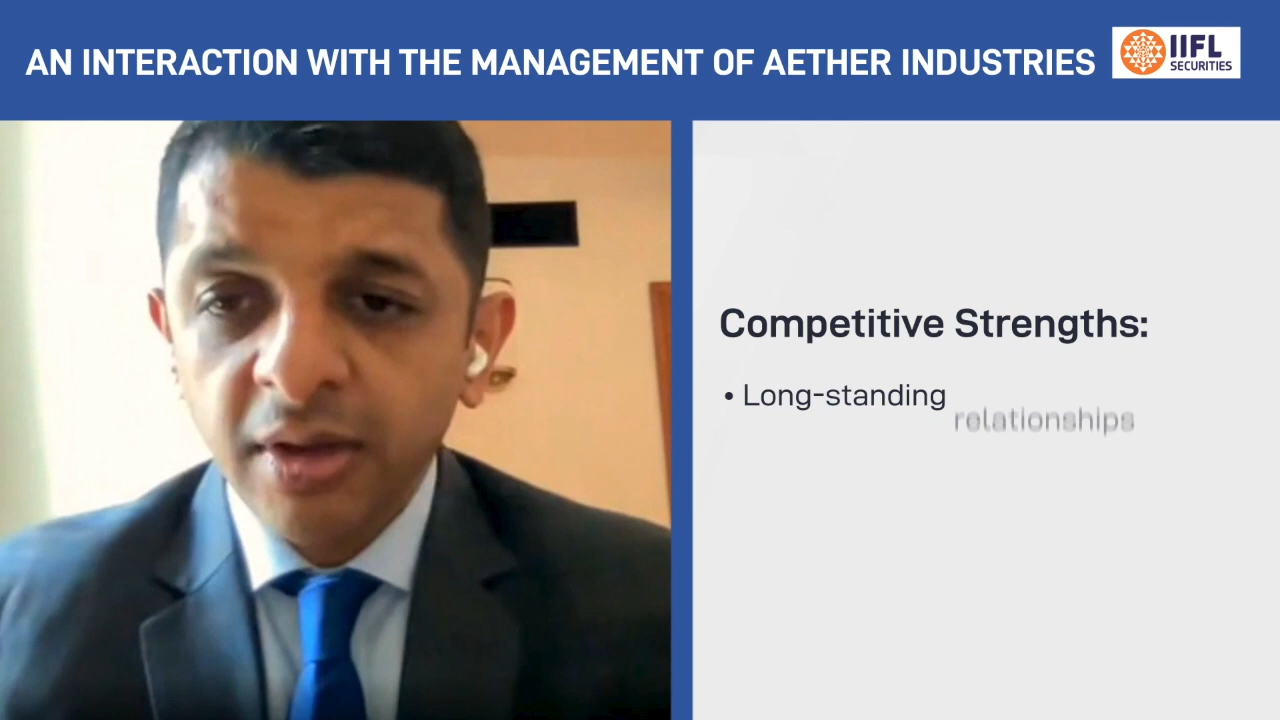 AN INTERACTION WITH THE MANAGEMENT OF AETHER INDUSTRIES
IIFL
SECURITIES
Competitive Strengths:
• Long-standing relationships